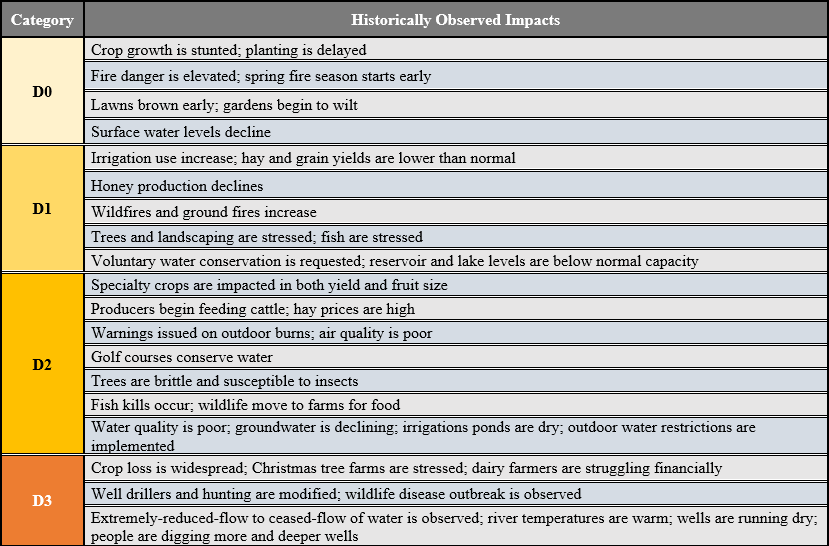 Category
Historically Observed Impacts
D0
Crop growth is stunted; planting is delayed
Fire danger is elevated; spring fire season starts early
Lawns brown early; gardens begin to wilt
Surface water levels decline
D1
Irrigation use increase; hay and grain yields are lower than normal
Honey production declines
Wildfires and ground fires increase
Trees and landscaping are stressed; fish are stressed
Voluntary water conservation is requested; reservoir and lake levels are below normal capacity
D2
Specialty crops are impacted in both yield and fruit size
Producers begin feeding cattle; hay prices are high
Warnings issued on outdoor burns; air quality is poor
Golf courses conserve water
Trees are brittle and susceptible to insects
Fish kills occur; wildlife move to farms for food
Water quality is poor; groundwater is declining; irrigations ponds are dry; outdoor water restrictions are
implemented
D3
Crop loss is widespread; Christmas tree farms are stressed; dairy farmers are struggling financially
Well drillers and hunting are modified; wildlife disease outbreak is observed
Extremely-reduced-flow to ceased-flow of water is observed; river temperatures are warm; wells are running dry;
people are digging more and deeper wells